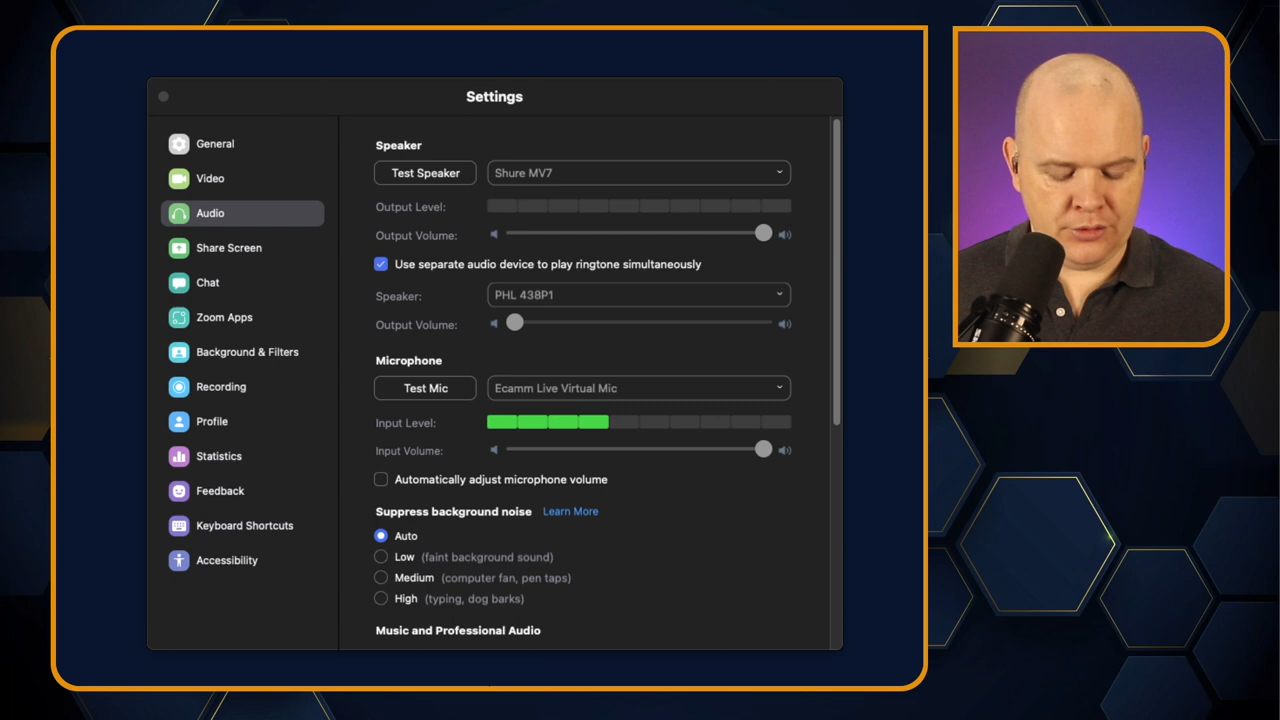 Settings
General
Video
Audio
Share Screen
Chat
Zoom Apps
Background & Filters
Recording
Profile
Statistics
Feedback
Keyboard Shortcuts
Accessibility
Speaker
Test Speaker Shure MV7
Output Level:
Output Volume:
Use separate audio device to play ringtone simultaneously
Speaker: PHL 438P1
Output Volume:
Microphone
Test Mic Ecamm Live Virtual Mic
Input Level:
Input Volume:
Automatically adjust microphone volume
Suppress background noise Learn More
Auto
Low (faint background sound)
Medium (computer fan, pen taps)
High (typing, dog barks)
Music and Professional Audio